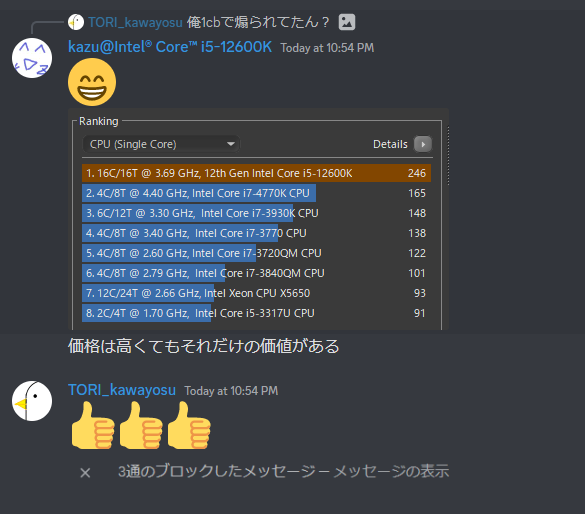 TORI_kawayosu 俺1cbで煽られてたん？
kazu@Intel® Core™ i5-12600K Today at 10:54 PM
Ranking
CPU (Single Core) Details
1. 16C/16T @ 3.69 GHz, 12th Gen Intel Core i5-12600K 246
2. 4C/8T @ 4.40 GHz, Intel Core i7-4770K CPU 165
3. 6C/12T @ 3.30 GHz, Intel Core i7-3930K CPU 148
4. 4C/8T @ 3.40 GHz, Intel Core i7-3770 CPU 138
5. 4C/8T @ 2.60 GHz, Intel Core i7-3720QM CPU 122
6. 4C/8T @ 2.79 GHz, Intel Core i7-3840QM CPU 101
7. 12C/24T @ 2.66 GHz, Intel Xeon CPU X5650 93
8. 2C/4T @ 1.70 GHz, Intel Core i5-3317U CPU 91
価格は高くてもそれだけの価値がある
TORI_kawayosu Today at 10:54 PM
3通のブロックしたメッセージ — メッセージの表示